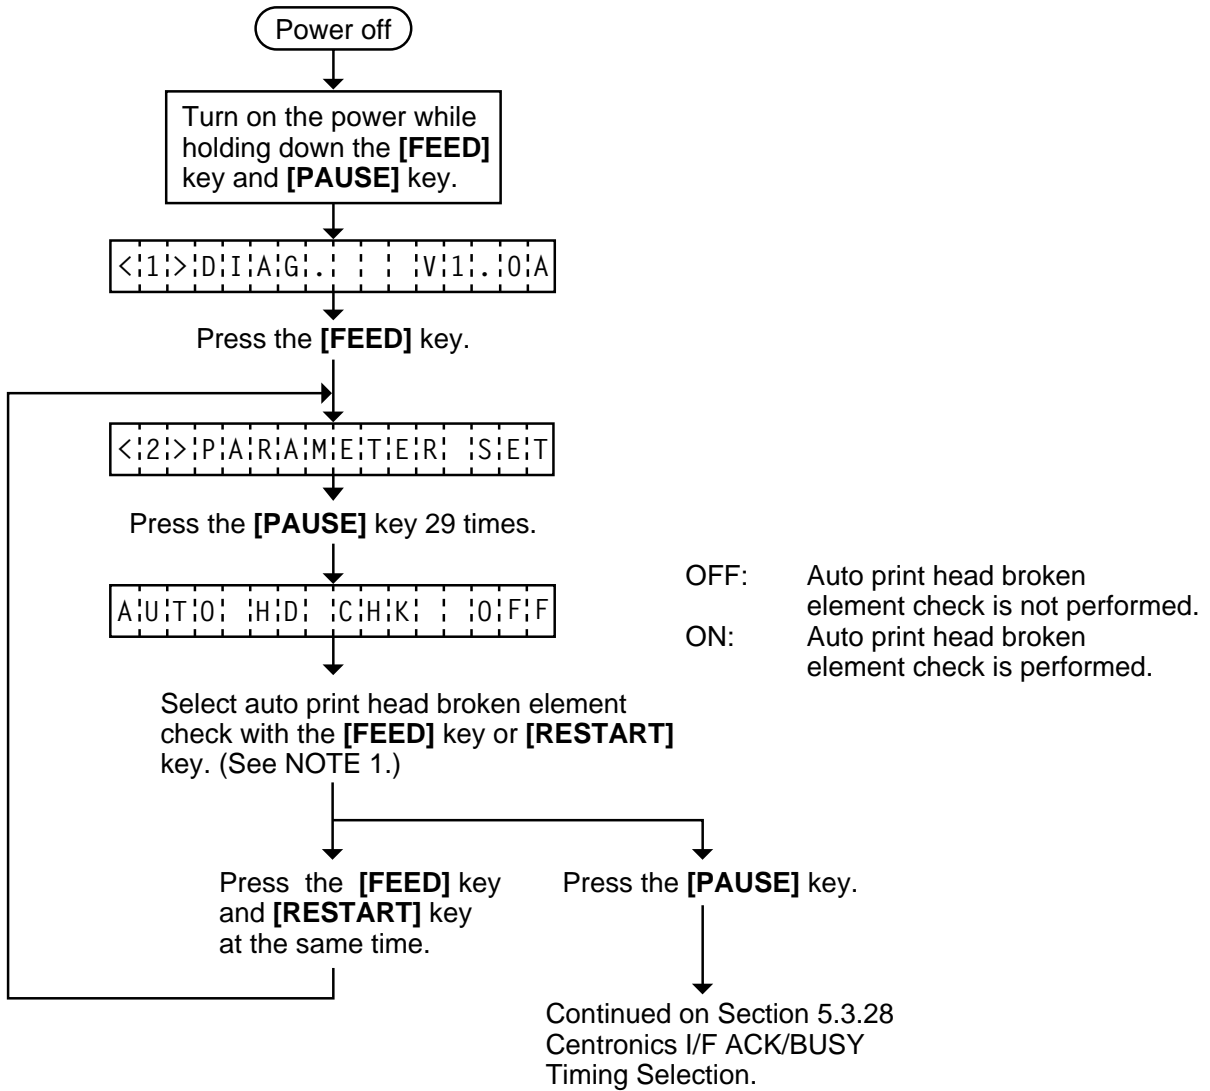 Power off
Turn on the power while
holding down the [FEED]
key and [PAUSE] key.
<1>DIAG.   V1.0A
Press the [FEED] key.
<2>PARAMETER SET
Press the [PAUSE] key 29 times.
AUTO HD CHK  OFF
OFF: Auto print head broken
element check is not performed.
ON: Auto print head broken
element check is performed.
Select auto print head broken element
check with the [FEED] key or [RESTART]
key. (See NOTE 1.)
Press the [FEED] key
and [RESTART] key
at the same time.
Press the [PAUSE] key.
Continued on Section 5.3.28
Centronics I/F ACK/BUSY
Timing Selection.